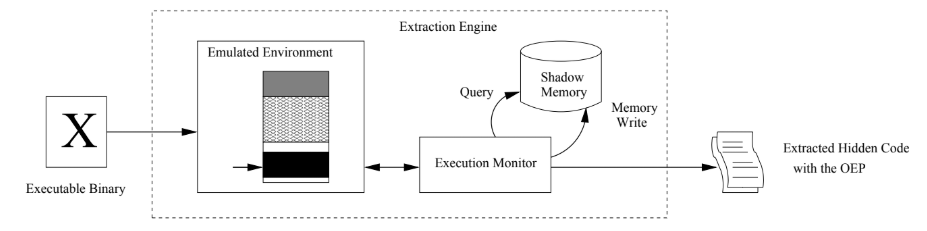 Extraction Engine
Emulated Environment
X
Executable Binary
Query
Shadow
Memory
Memory
Write
Execution Monitor
Extracted Hidden Code
with the OEP